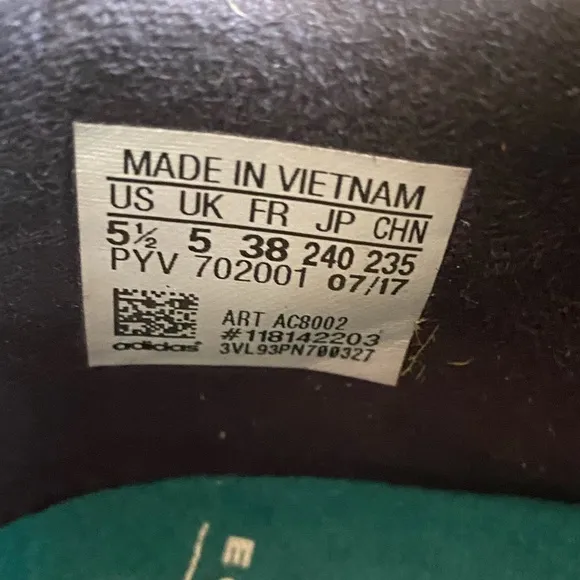 MADE IN VIETNAM
US UK FR JP CHN
5½ 5 38 240 235
PYV 702001 07/17
ART AC8002
#118142203
adidas 3VL93PN700327
E